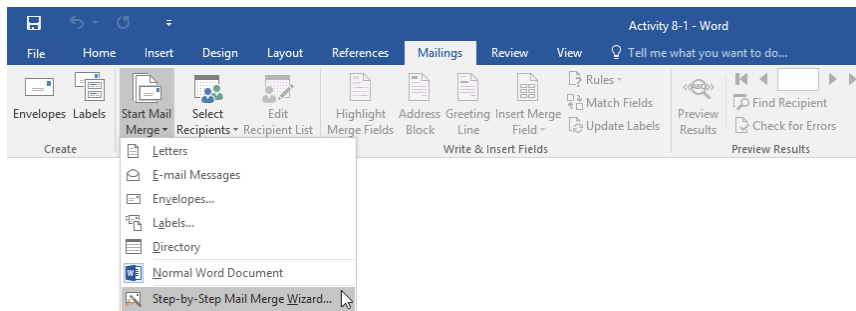 Activity 8-1 - Word
File Home Insert Design Layout References Mailings Review View Tell me what you want to do...
Envelopes Labels
Create
Start Mail Merge
Select Recipients
Edit Recipient List
Highlight Merge Fields
Address Block
Greeting Line
Insert Merge Field
Rules
Match Fields
Update Labels
Write & Insert Fields
ABC
Preview Results
Find Recipient
Check for Errors
Preview Results
Letters
E-mail Messages
Envelopes...
Labels...
Directory
Normal Word Document
Step-by-Step Mail Merge Wizard...